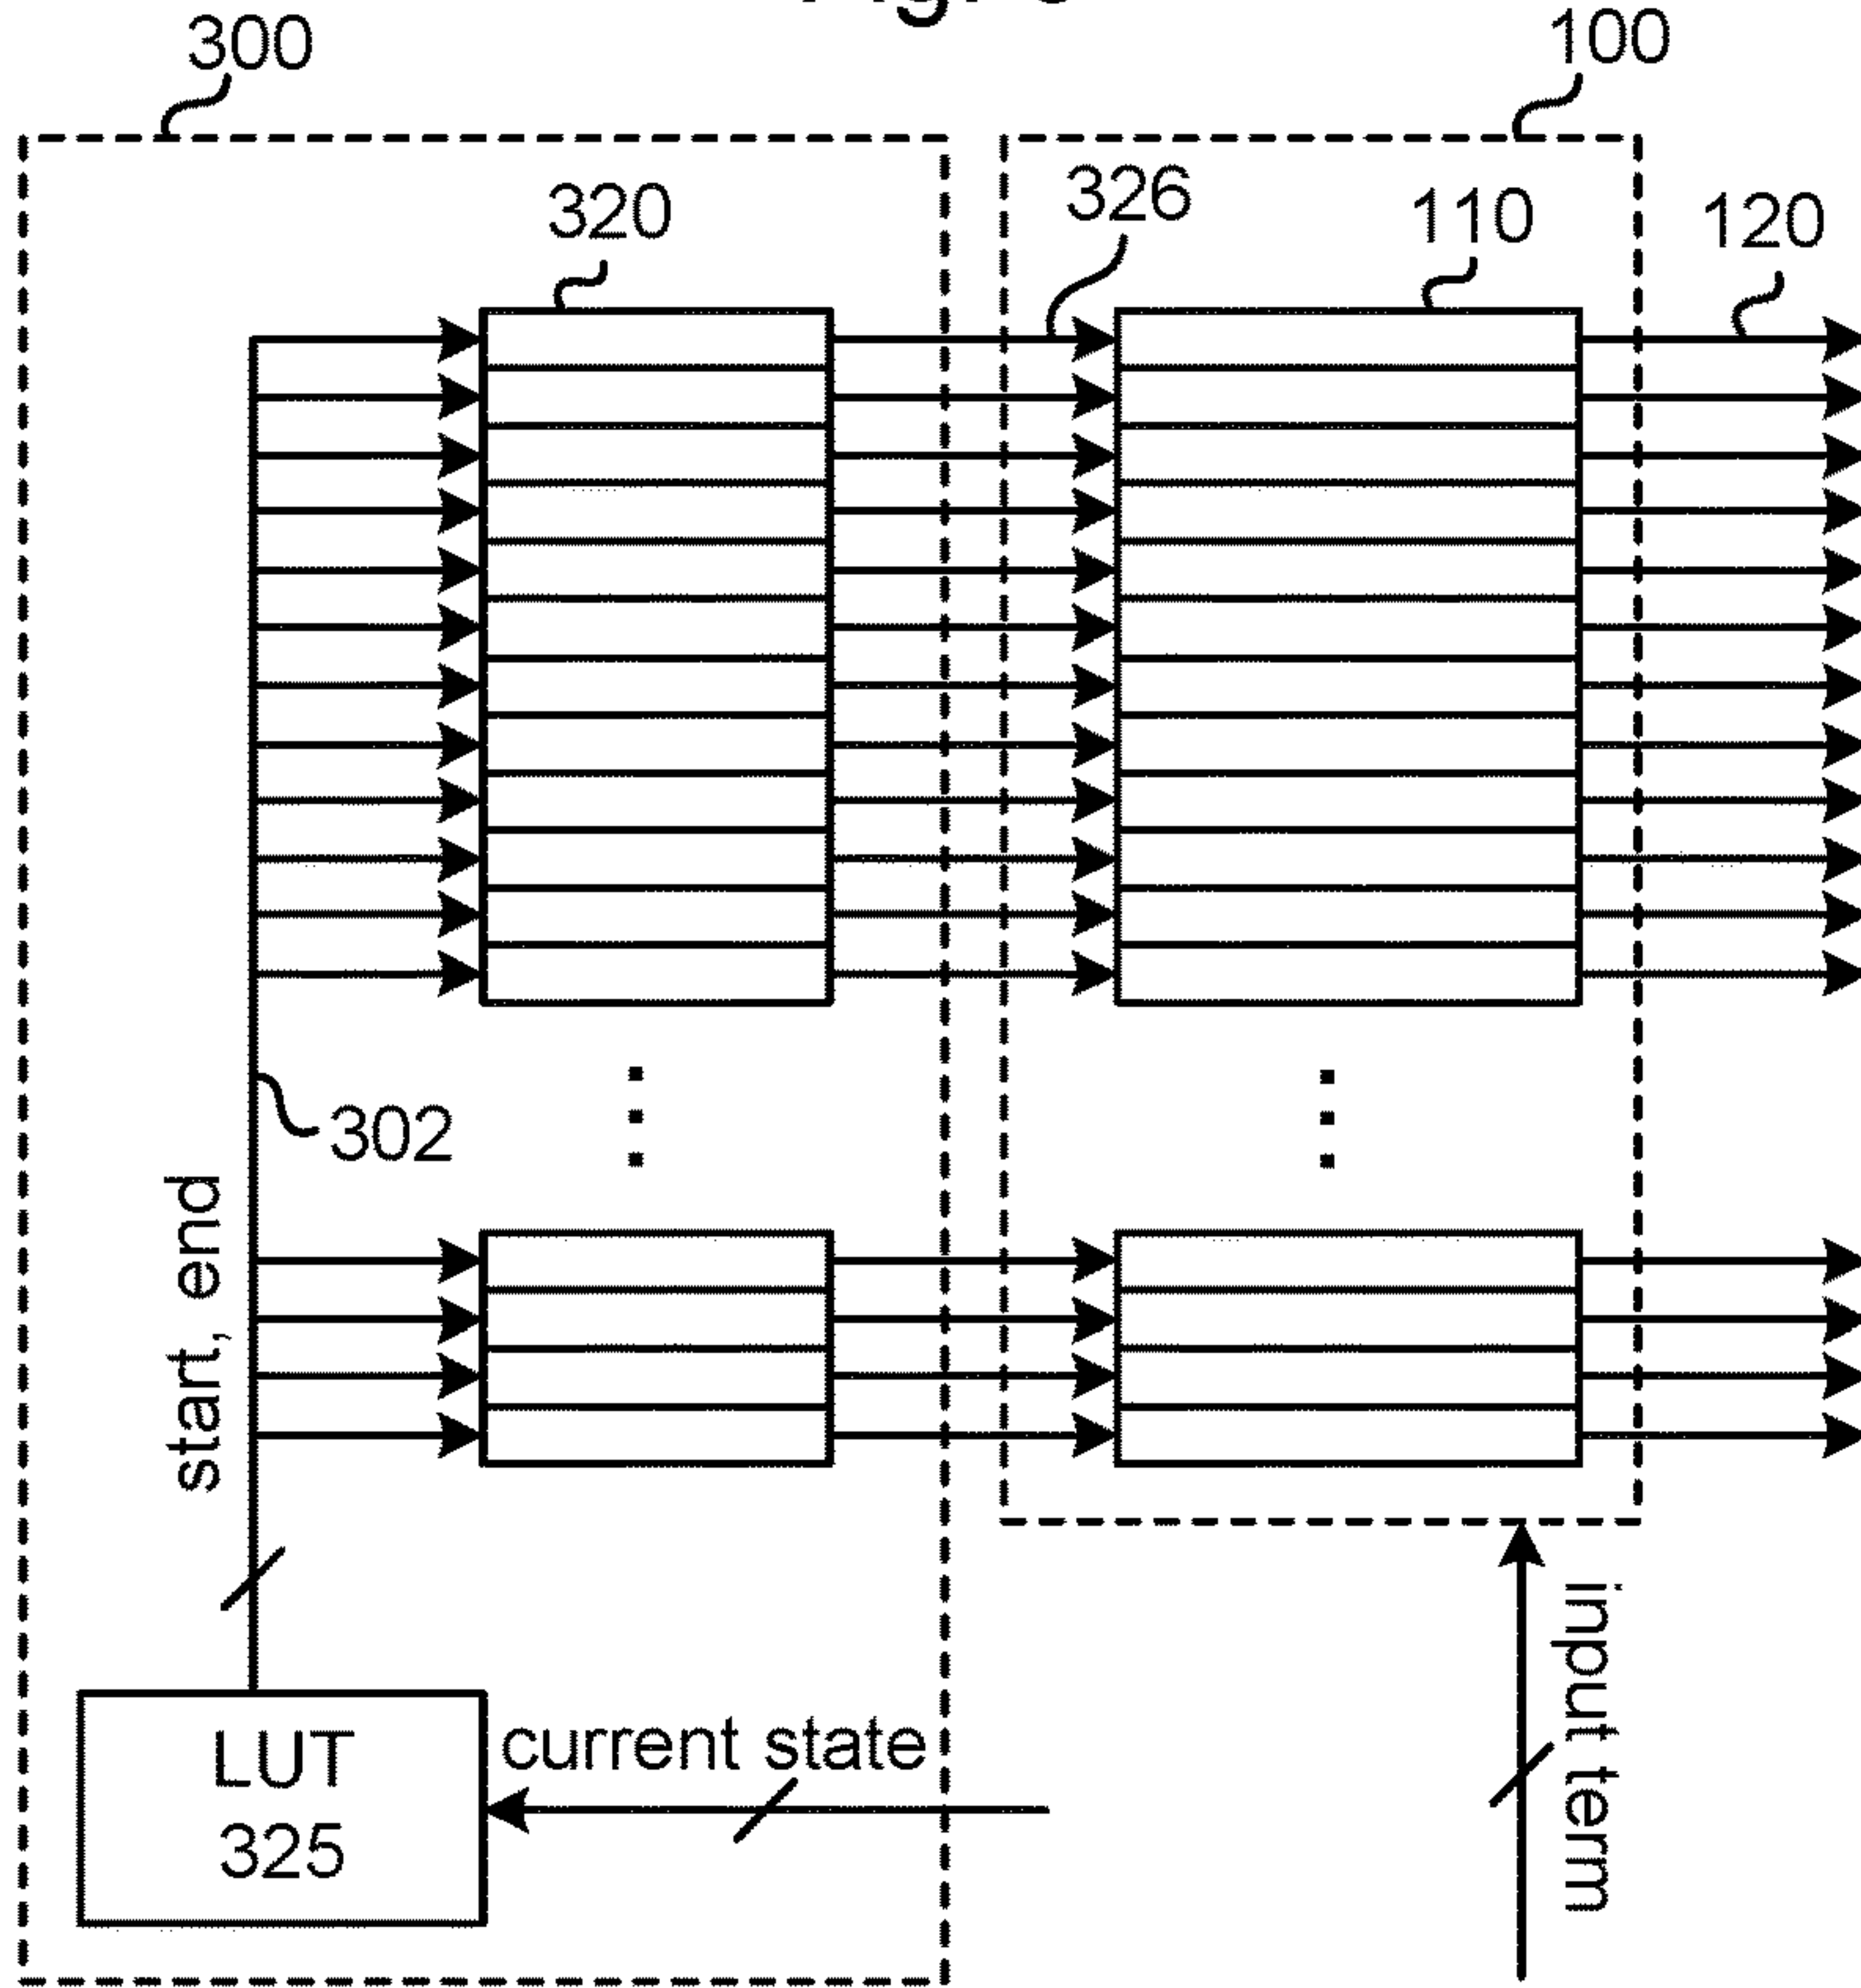 300
100
320
326
110
120
302
start, end
LUT
325
current state
input term